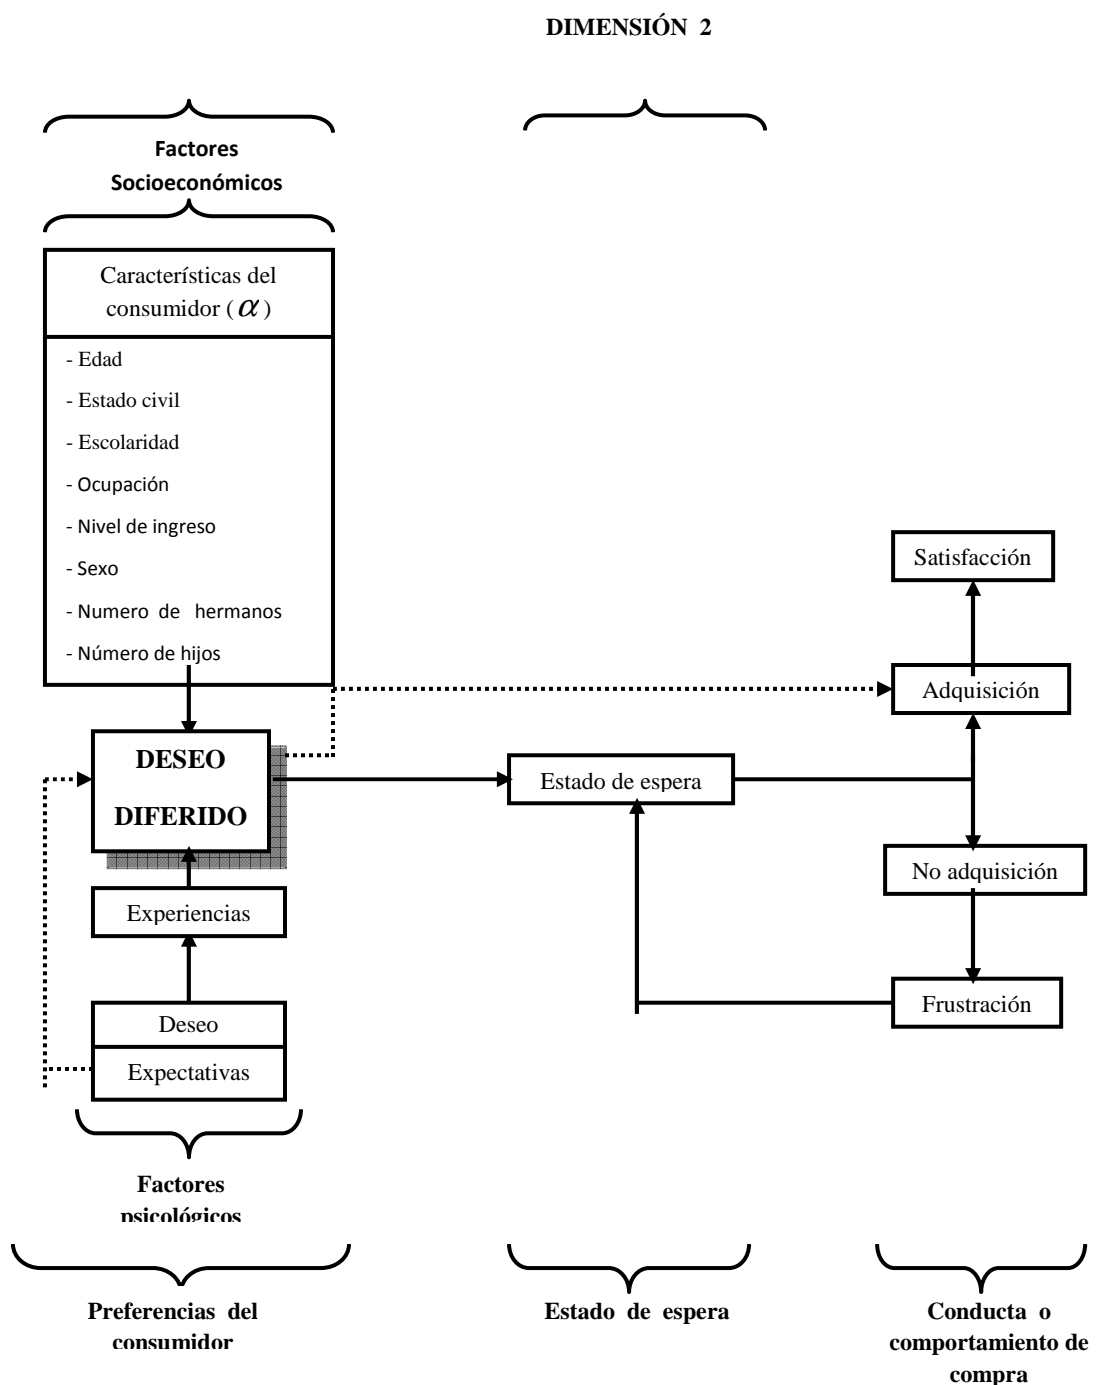 DIMENSIÓN 2
Factores
Socioeconómicos
Características del
consumidor ( α )
- Edad
- Estado civil
- Escolaridad
- Ocupación
- Nivel de ingreso
- Sexo
- Numero de hermanos
- Número de hijos
Satisfacción
Adquisición
DESEO
DIFERIDO
Estado de espera
No adquisición
Experiencias
Frustración
Deseo
Expectativas
Factores
psicológicos
Preferencias del
consumidor
Estado de espera
Conducta o
comportamiento de
compra